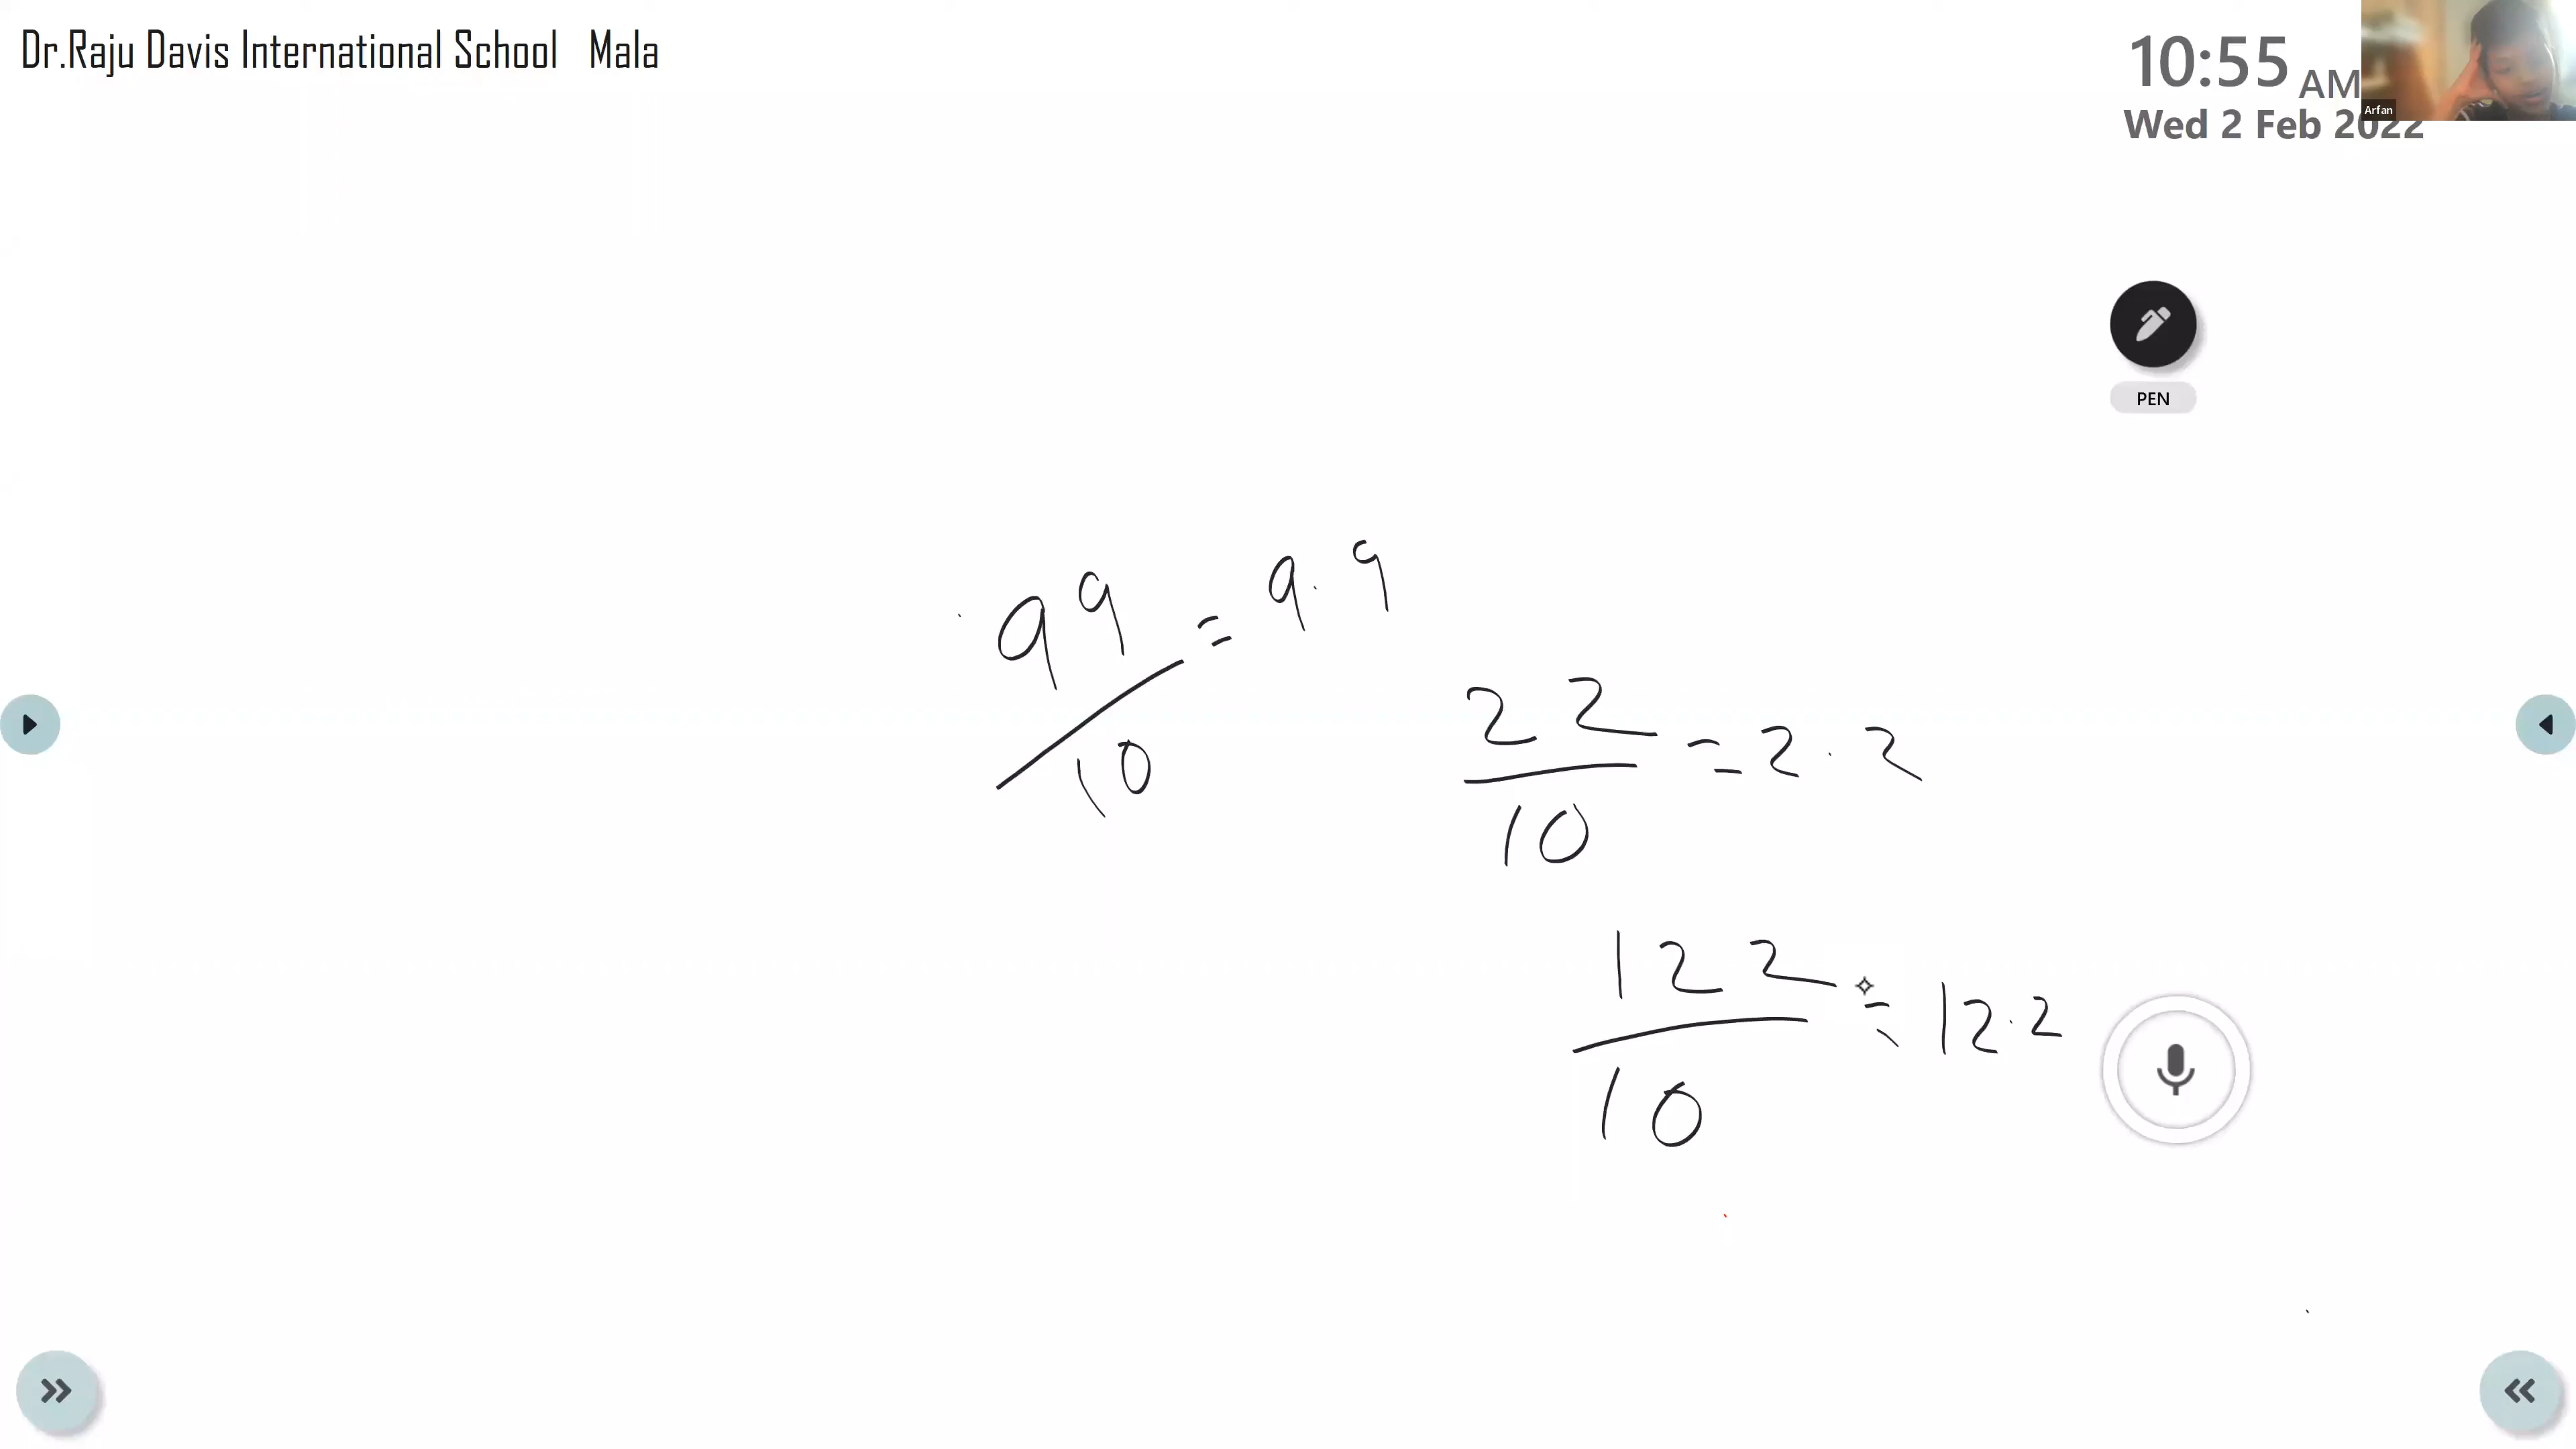 Dr.Raju Davis International School Mala
10:55 AM
Arfan
Wed 2 Feb 2022
PEN
99/10 = 9.9
22/10 = 2.2
122/10 = 12.2